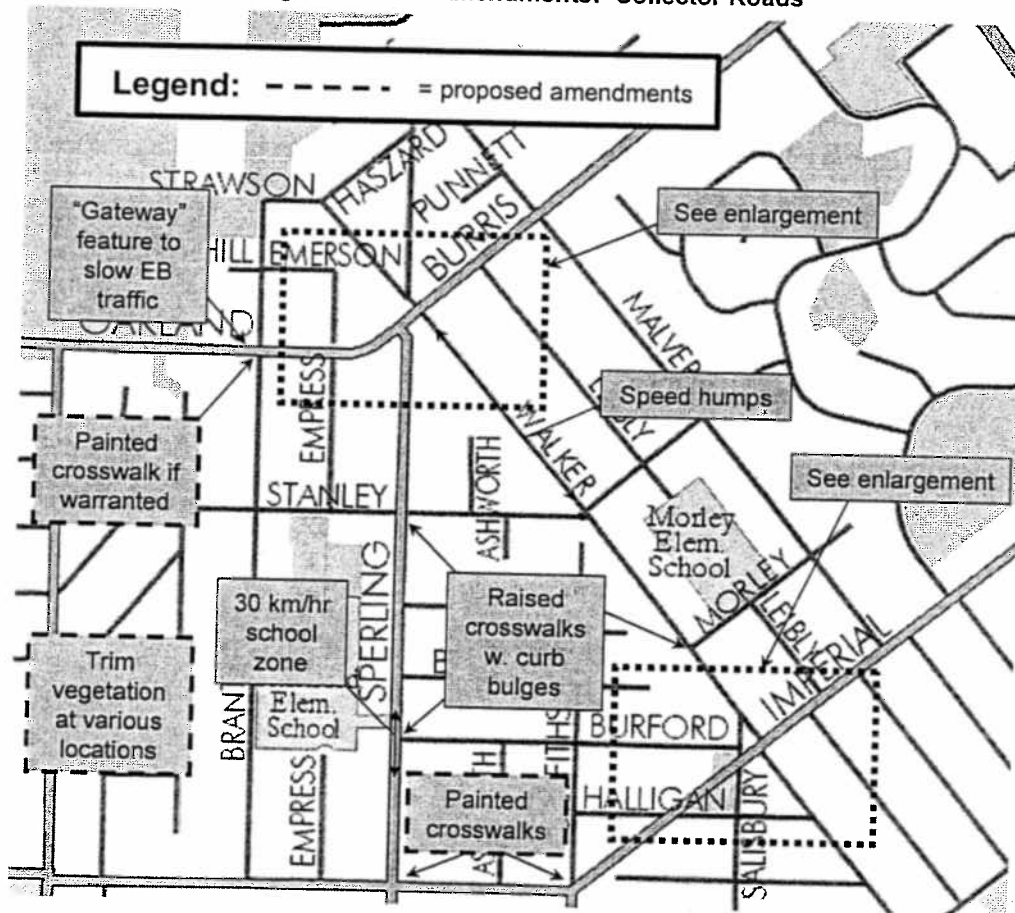 Collector Roads
Legend:
= proposed amendments
STRAWSON
HASZARD
PUNNETT
BURRIS
"Gateway"
feature to
slow EB
traffic
HILL
EMERSON
See enlargement
OAKLAND
MALVER
EMPRESS
Speed humps
WALKER
Painted
crosswalk if
warranted
STANLEY
ASHWORTH
See enlargement
Morley
Elem.
School
SPERLING
30 km/hr
school
zone
Raised
crosswalks
w. curb
bulges
MORLEY
LEIBLY
IMPERIAL
Trim
vegetation
at various
locations
BRAN
Elem.
School
BURFORD
EMPRESS
Painted
crosswalks
HALLIGAN
SALISBURY